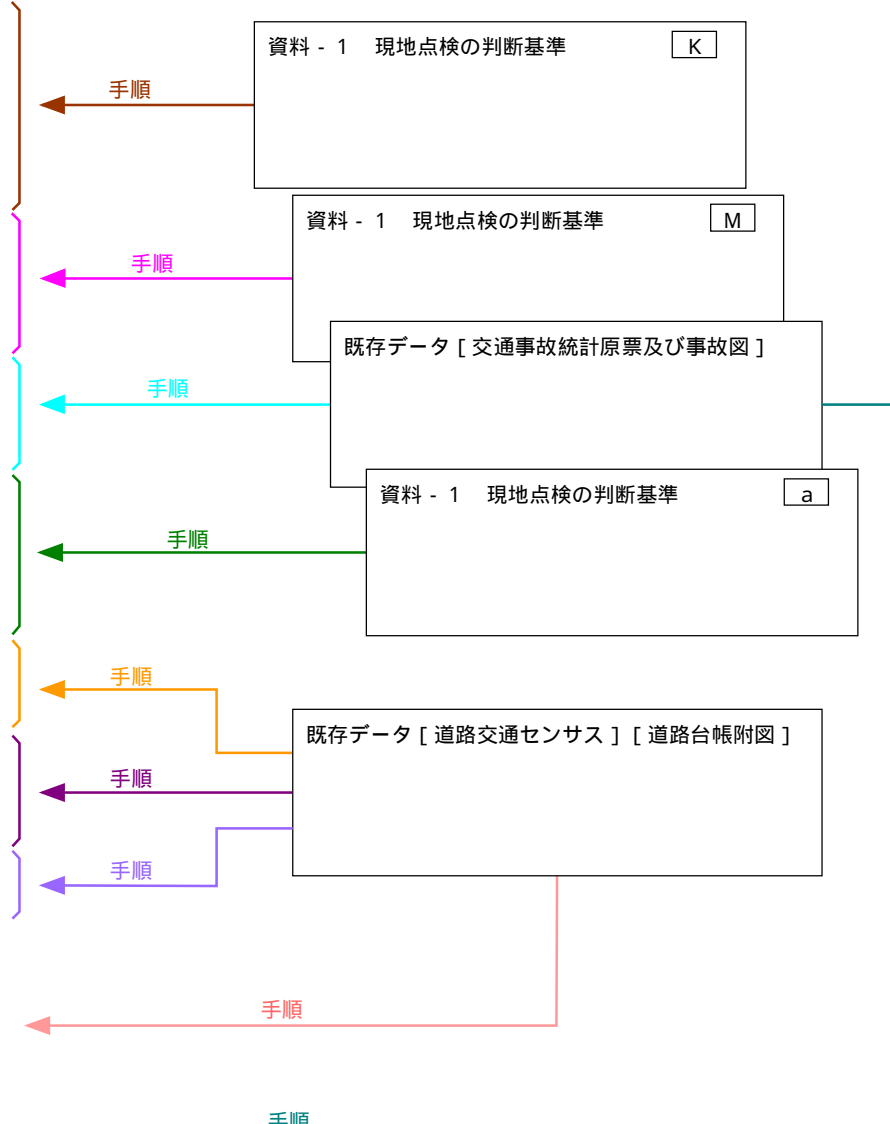 資料 - 1　現地点検の判断基準　K
手順
資料 - 1　現地点検の判断基準　M
手順
既存データ [ 交通事故統計原票及び事故図 ]
手順
資料 - 1　現地点検の判断基準　a
手順
手順
既存データ [ 道路交通センサス ] [ 道路台帳附図 ]
手順
手順
手順
手順